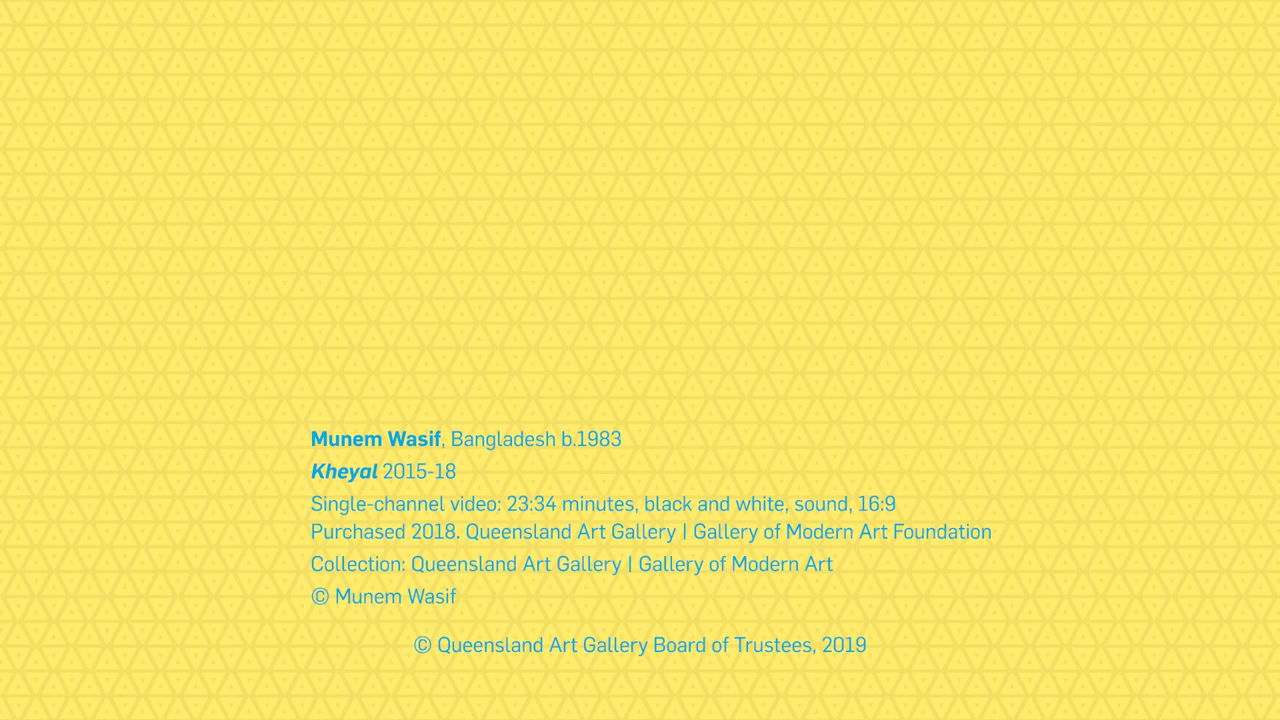 Munem Wasif, Bangladesh b.1983
Kheyal 2015-18
Single-channel video: 23:34 minutes, black and white, sound, 16:9
Purchased 2018. Queensland Art Gallery | Gallery of Modern Art Foundation
Collection: Queensland Art Gallery | Gallery of Modern Art
© Munem Wasif
© Queensland Art Gallery Board of Trustees, 2019